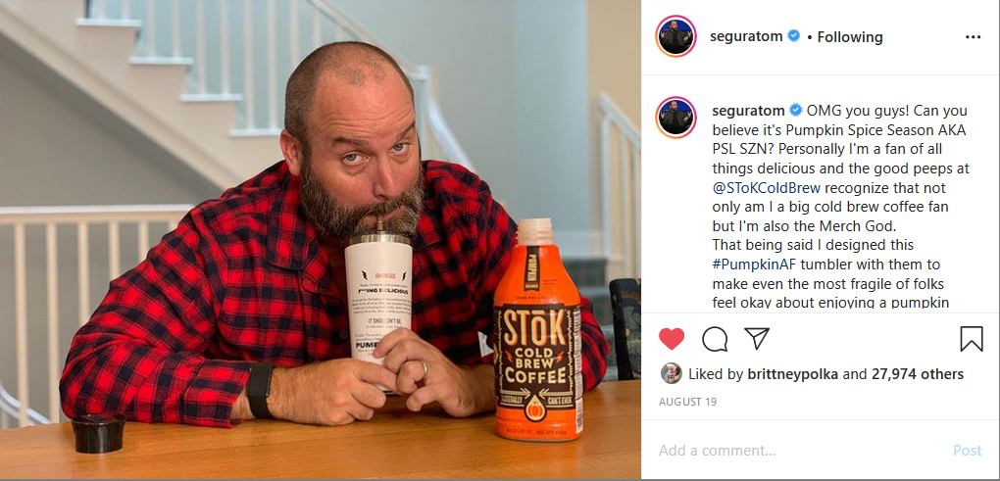 seguratom • Following
seguratom OMG you guys! Can you
believe it's Pumpkin Spice Season AKA
PSL SZN? Personally I'm a fan of all
things delicious and the good peeps at
@SToKColdBrew recognize that not
only am I a big cold brew coffee fan
but I'm also the Merch God.
That being said I designed this
#PumpkinAF tumbler with them to
make even the most fragile of folks
feel okay about enjoying a pumpkin
Liked by brittneypolka and 27,974 others
AUGUST 19
Add a comment... Post
F**ING DELICIOUS
IT SHOULDN'T BE
PUMP
PUMPKIN
STōK
COLD
BREW
COFFEE
CAN'T EVEN